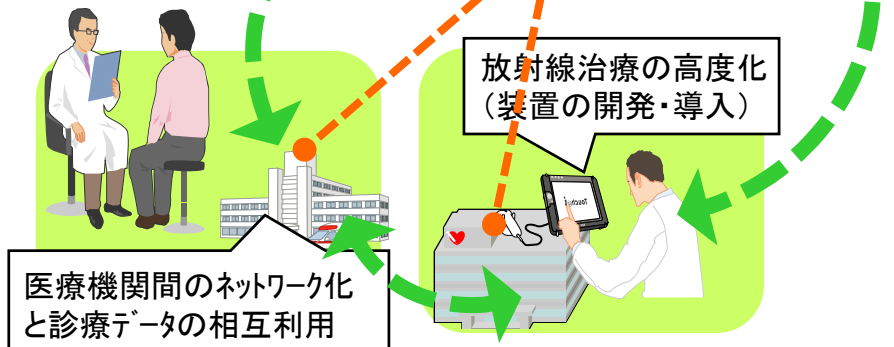 放射線治療の高度化
（装置の開発・導入）
医療機関間のﾈｯﾄﾜｰｸ化
と診療ﾃﾞｰﾀの相互利用